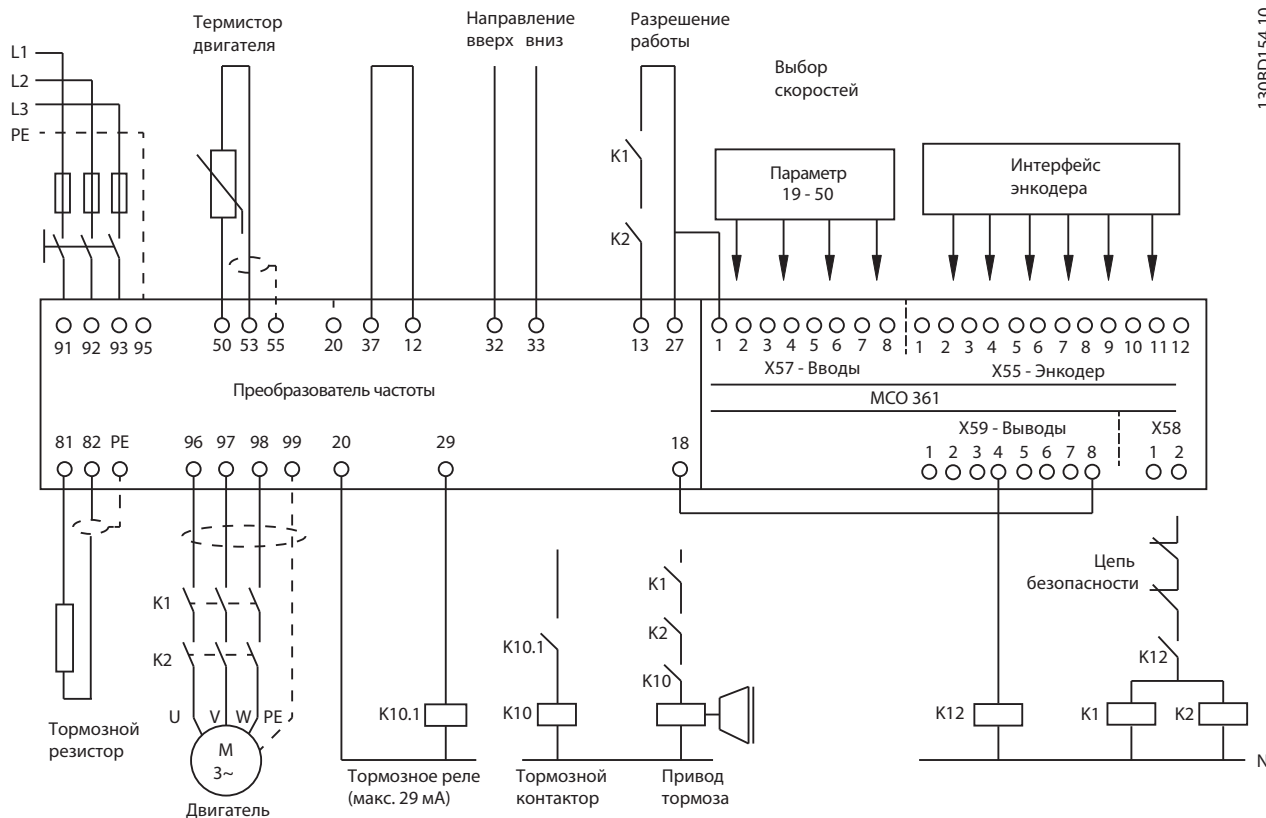 130BD154.10
Термистор
двигателя
Направление
вверх вниз
Разрешение
работы
Выбор
скоростей
L1
L2
L3
PE
K1
K2
Параметр
19 - 50
Интерфейс
энкодера
91 92 93 95 50 53 55 20 37 12 32 33 13 27 1 2 3 4 5 6 7 8 1 2 3 4 5 6 7 8 9 10 11 12
X57 - Вводы X55 - Энкодер
Преобразователь частоты
MCO 361
X59 - Выводы X58
81 82 PE 96 97 98 99 20 29 18 1 2 3 4 5 6 7 8 1 2
Цепь
безопасности
K1
K2
K1
K2
K10.1
K10
K12
U V W PE
K10.1
K10
K12
K1
K2
M
3~
N
Тормозной
резистор
Двигатель
Тормозное реле
(макс. 29 мА)
Тормозной
контактор
Привод
тормоза